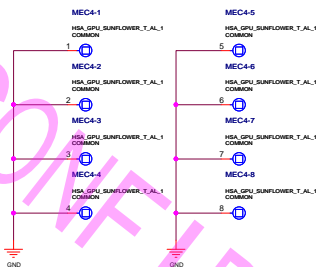 MEC4-1
HSA_GPU_SUNFLOWER_T_AL_1
COMMON
1
MEC4-2
HSA_GPU_SUNFLOWER_T_AL_1
COMMON
2
MEC4-3
HSA_GPU_SUNFLOWER_T_AL_1
COMMON
3
MEC4-4
HSA_GPU_SUNFLOWER_T_AL_1
COMMON
4
GND
MEC4-5
HSA_GPU_SUNFLOWER_T_AL_1
COMMON
5
MEC4-6
HSA_GPU_SUNFLOWER_T_AL_1
COMMON
6
MEC4-7
HSA_GPU_SUNFLOWER_T_AL_1
COMMON
7
MEC4-8
HSA_GPU_SUNFLOWER_T_AL_1
COMMON
8
GND